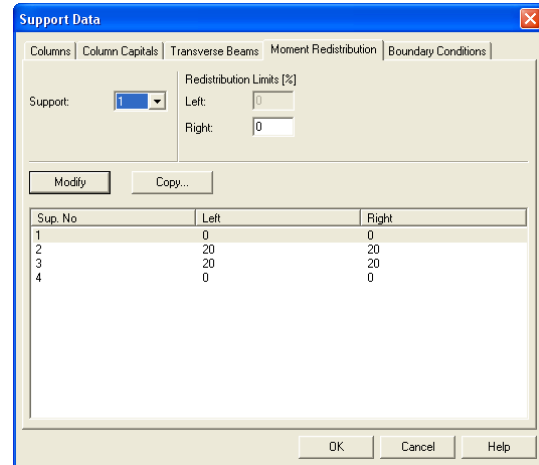 Support Data
Columns Column Capitals Transverse Beams Moment Redistribution Boundary Conditions
Redistribution Limits [%]
Support: 1 Left: 0
Right: 0
Modify Copy...
Sup. No Left Right
1 0 0
2 20 20
3 20 20
4 0 0
OK Cancel Help